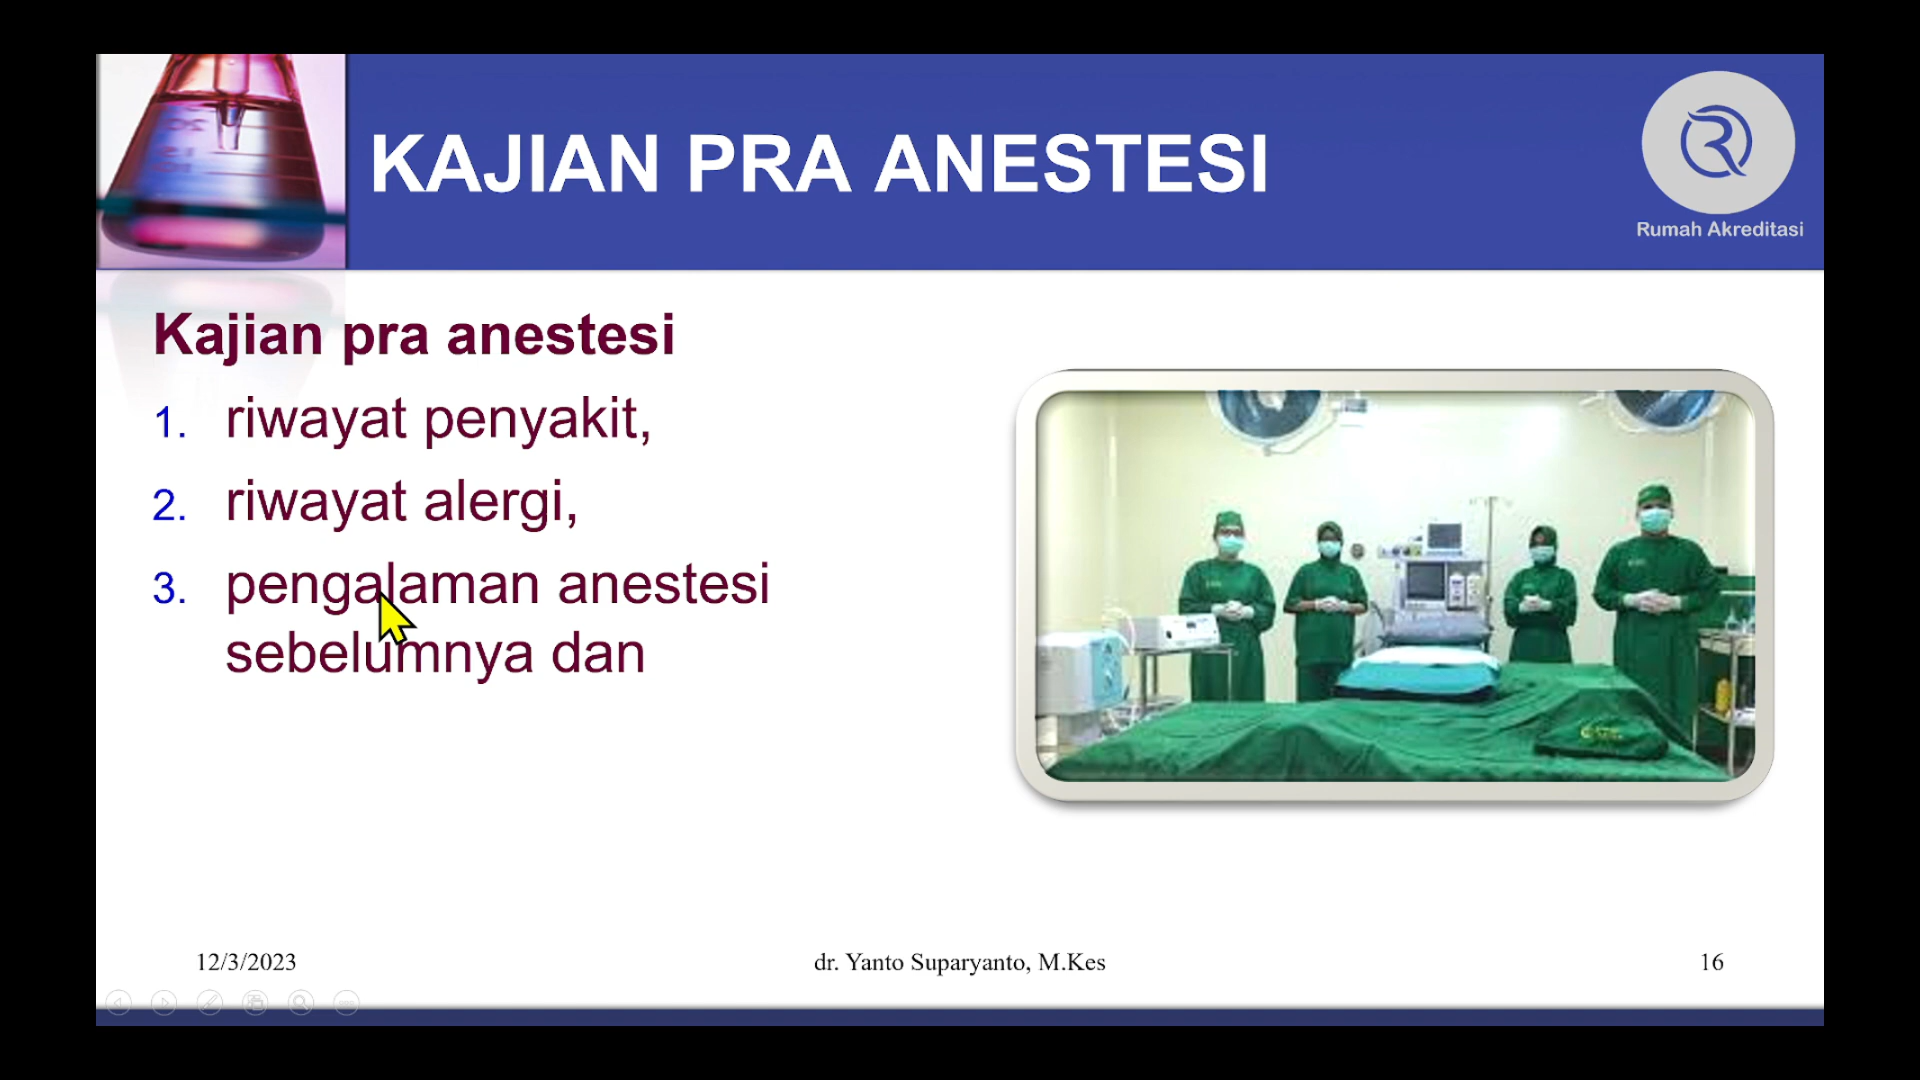 KAJIAN PRA ANESTESI
Rumah Akreditasi
Kajian pra anestesi
1. riwayat penyakit,
2. riwayat alergi,
3. pengalaman anestesi
sebelumnya dan
12/3/2023
dr. Yanto Suparyanto, M.Kes
16